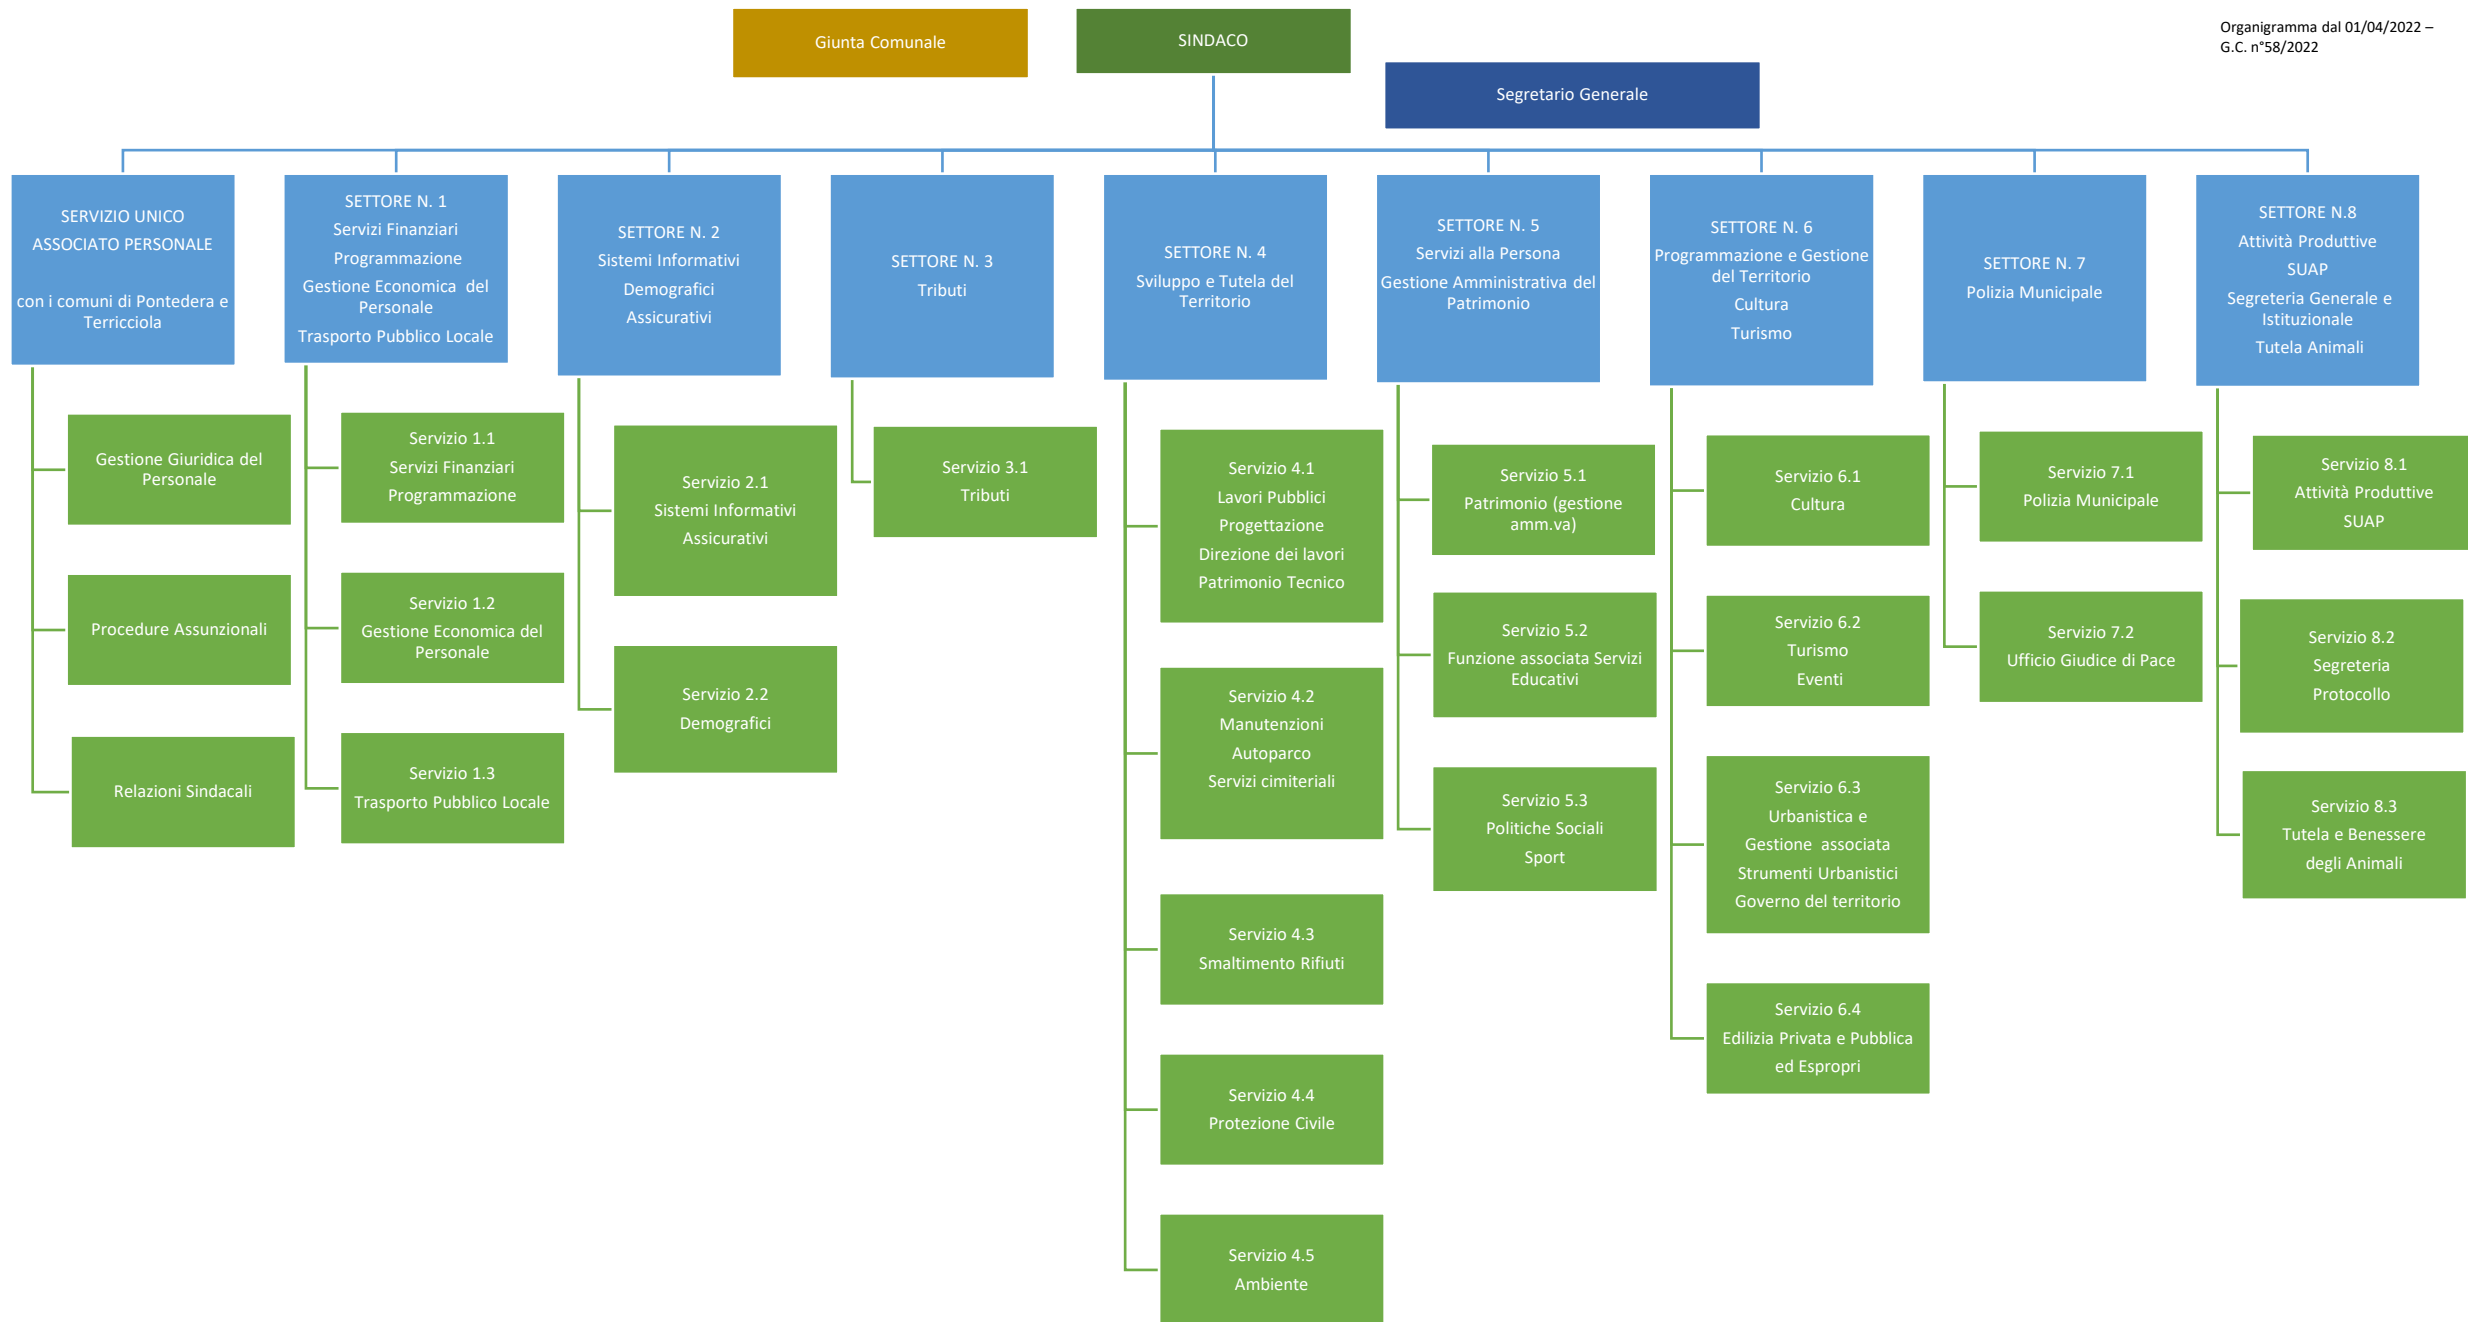 Giunta Comunale
SINDACO
Organigramma dal 01/04/2022 –
G.C. n°58/2022
Segretario Generale
SERVIZIO UNICO
ASSOCIATO PERSONALE
con i comuni di Pontedera e
Terricciola
SETTORE N. 1
Servizi Finanziari
Programmazione
Gestione Economica del
Personale
Trasporto Pubblico Locale
SETTORE N. 2
Sistemi Informativi
Demografici
Assicurativi
SETTORE N. 3
Tributi
SETTORE N. 4
Sviluppo e Tutela del
Territorio
SETTORE N. 5
Servizi alla Persona
Gestione Amministrativa del
Patrimonio
SETTORE N. 6
Programmazione e Gestione
del Territorio
Cultura
Turismo
SETTORE N. 7
Polizia Municipale
SETTORE N.8
Attività Produttive
SUAP
Segreteria Generale e
Istituzionale
Tutela Animali
Gestione Giuridica del
Personale
Procedure Assunzionali
Relazioni Sindacali
Servizio 1.1
Servizi Finanziari
Programmazione
Servizio 1.2
Gestione Economica del
Personale
Servizio 1.3
Trasporto Pubblico Locale
Servizio 2.1
Sistemi Informativi
Assicurativi
Servizio 2.2
Demografici
Servizio 3.1
Tributi
Servizio 4.1
Lavori Pubblici
Progettazione
Direzione dei lavori
Patrimonio Tecnico
Servizio 4.2
Manutenzioni
Autoparco
Servizi cimiteriali
Servizio 4.3
Smaltimento Rifiuti
Servizio 4.4
Protezione Civile
Servizio 4.5
Ambiente
Servizio 5.1
Patrimonio (gestione
amm.va)
Servizio 5.2
Funzione associata Servizi
Educativi
Servizio 5.3
Politiche Sociali
Sport
Servizio 6.1
Cultura
Servizio 6.2
Turismo
Eventi
Servizio 6.3
Urbanistica e
Gestione associata
Strumenti Urbanistici
Governo del territorio
Servizio 6.4
Edilizia Privata e Pubblica
ed Espropri
Servizio 7.1
Polizia Municipale
Servizio 7.2
Ufficio Giudice di Pace
Servizio 8.1
Attività Produttive
SUAP
Servizio 8.2
Segreteria
Protocollo
Servizio 8.3
Tutela e Benessere
degli Animali